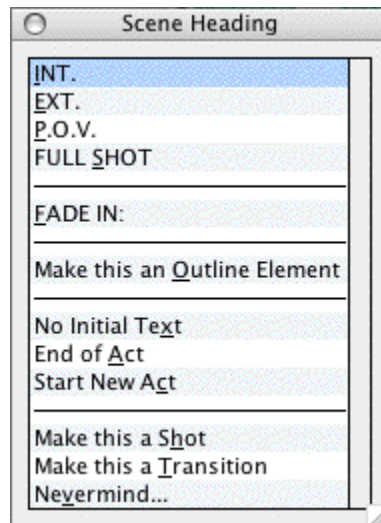 Scene Heading
INT.
EXT.
P.O.V.
FULL SHOT
FADE IN:
Make this an Outline Element
No Initial Text
End of Act
Start New Act
Make this a Shot
Make this a Transition
Nevermind...